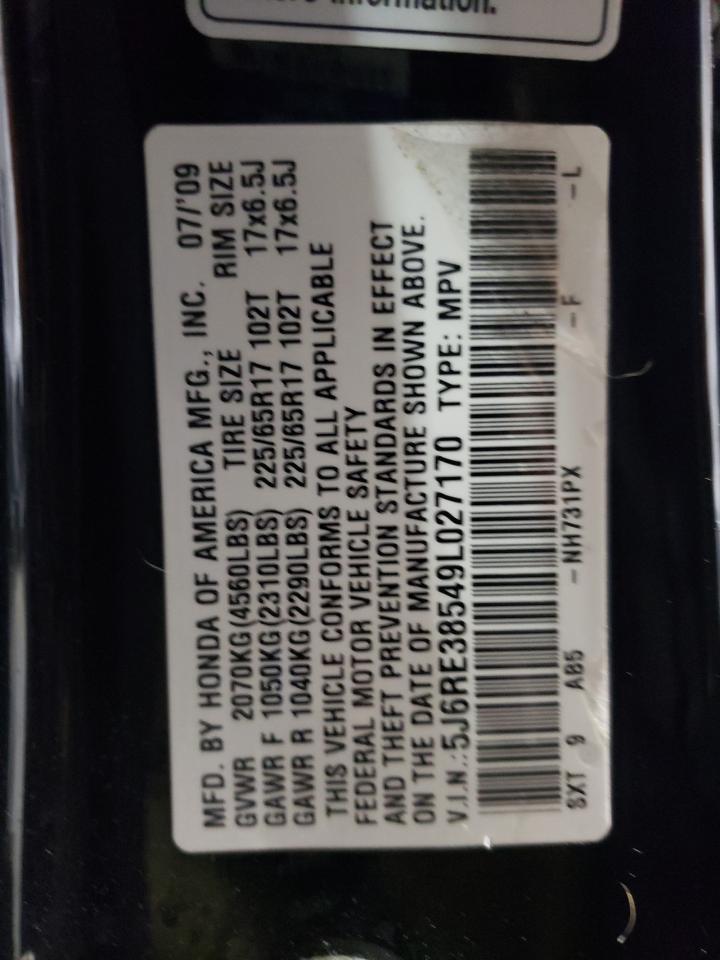 information.
MFD. BY HONDA OF AMERICA MFG., INC. 07/'09
GVWR 2070KG(4560LBS) TIRE SIZE RIM SIZE
GAWR F 1050KG(2310LBS) 225/65R17 102T 17x6.5J
GAWR R 1040KG(2290LBS) 225/65R17 102T 17x6.5J
THIS VEHICLE CONFORMS TO ALL APPLICABLE
FEDERAL MOTOR VEHICLE SAFETY
AND THEFT PREVENTION STANDARDS IN EFFECT
ON THE DATE OF MANUFACTURE SHOWN ABOVE.
V.I.N.:5J6RE38549L027170 TYPE: MPV
SXT 9 AB5 -NH731PX -F -L